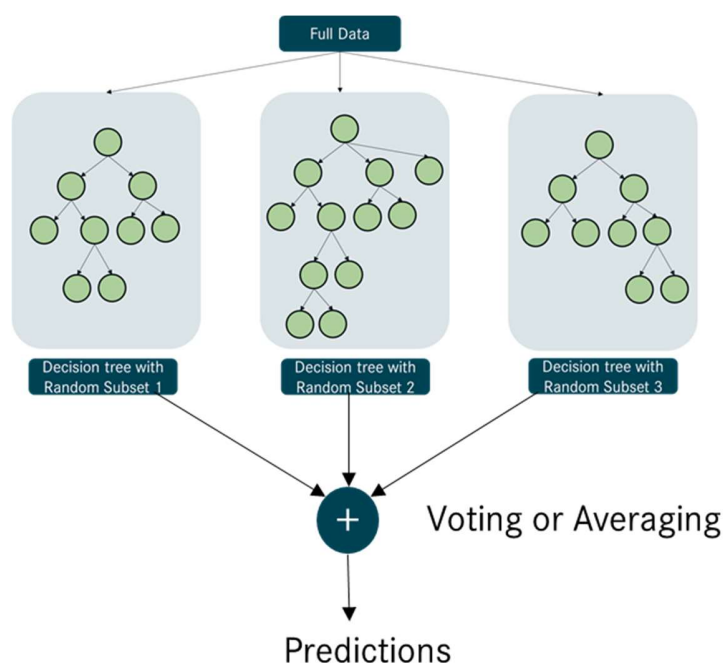 Full Data
Decision tree with
Random Subset 1
Decision tree with
Random Subset 2
Decision tree with
Random Subset 3
+
Voting or Averaging
Predictions